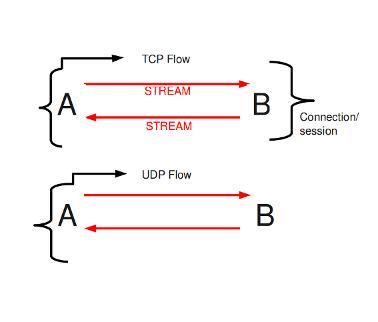 TCP Flow
A
STREAM
B
STREAM
Connection/
session
UDP Flow
A
B